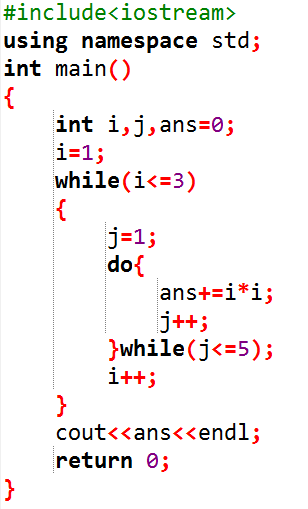 #include<iostream>
using namespace std;
int main()
{
int i,j,ans=0;
i=1;
while(i<=3)
{
j=1;
do{
ans+=i*i;
j++;
}while(j<=5);
i++;
}
cout<<ans<<endl;
return 0;
}